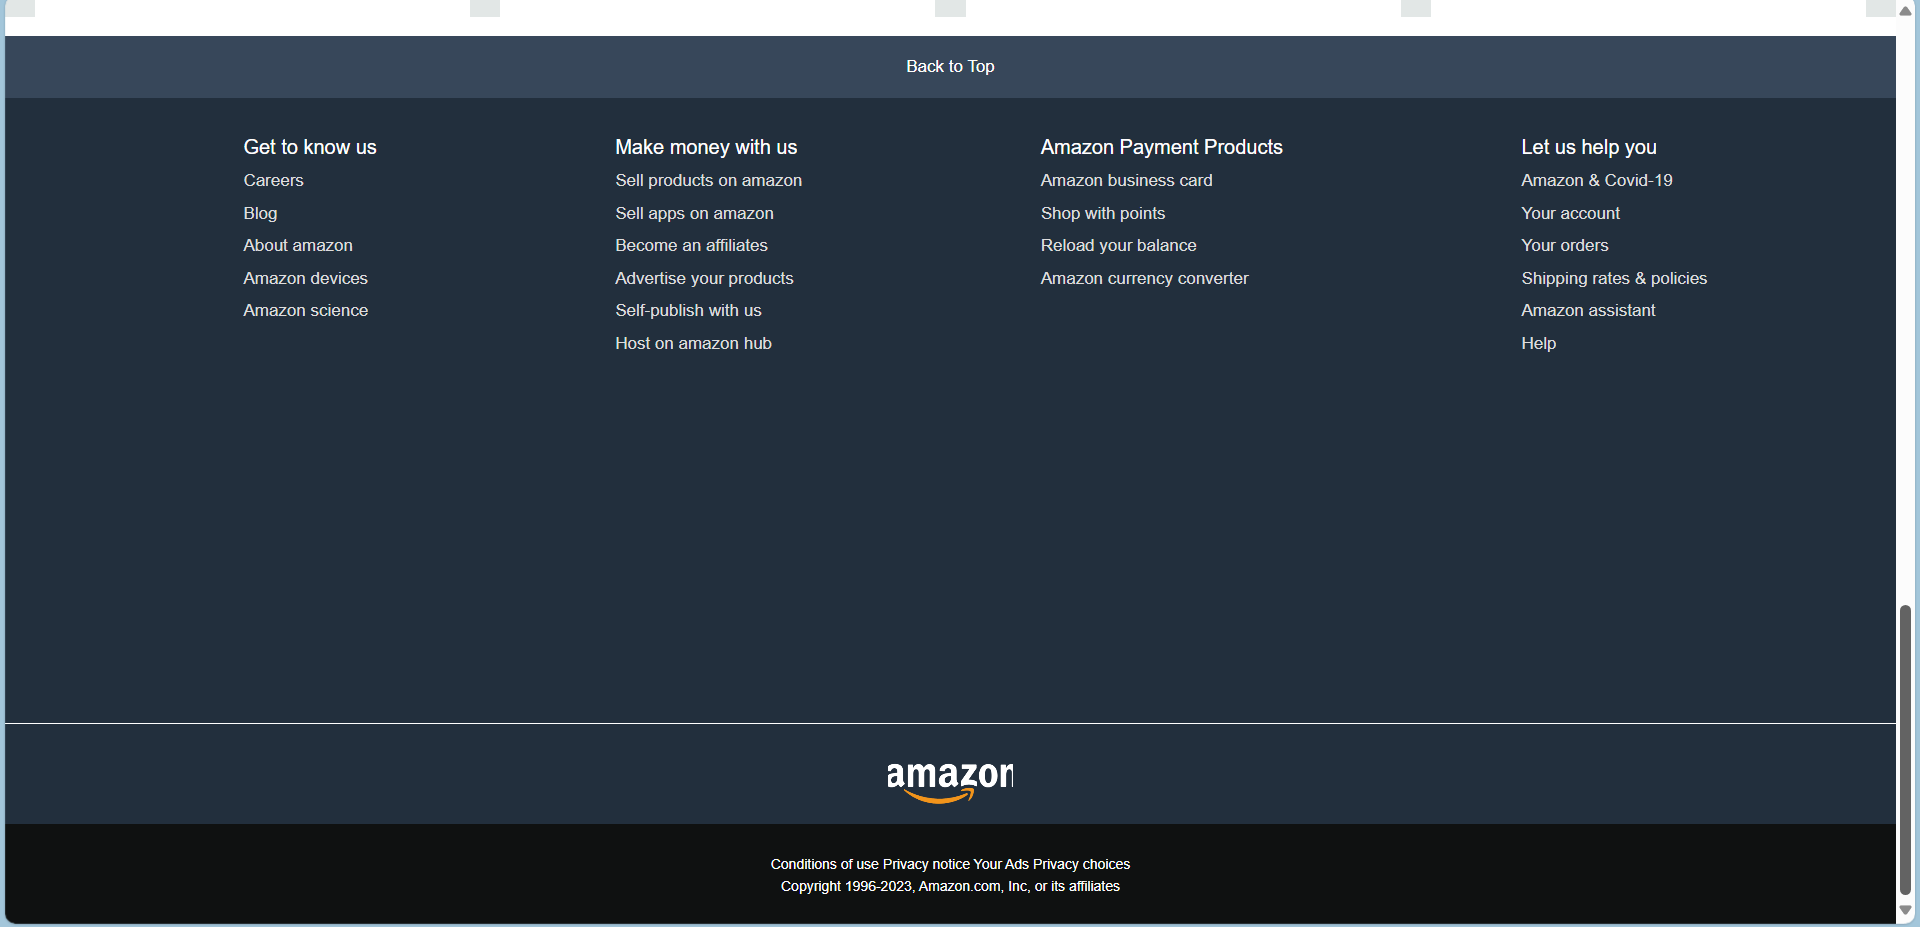 Back to Top
Get to know us
Careers
Blog
About amazon
Amazon devices
Amazon science
Make money with us
Sell products on amazon
Sell apps on amazon
Become an affiliates
Advertise your products
Self-publish with us
Host on amazon hub
Amazon Payment Products
Amazon business card
Shop with points
Reload your balance
Amazon currency converter
Let us help you
Amazon & Covid-19
Your account
Your orders
Shipping rates & policies
Amazon assistant
Help
amazon
Conditions of use Privacy notice Your Ads Privacy choices
Copyright 1996-2023, Amazon.com, Inc, or its affiliates